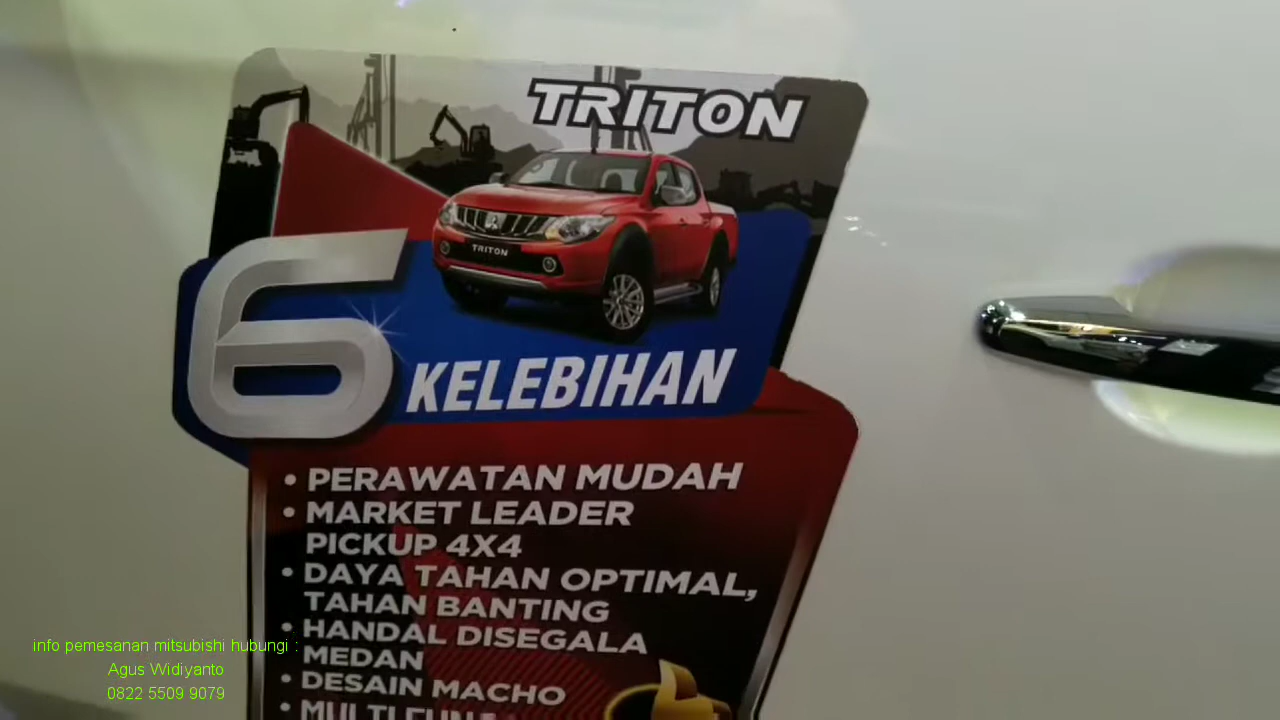 TRITON
TRITON
6 KELEBIHAN
• PERAWATAN MUDAH
• MARKET LEADER
PICKUP 4X4
• DAYA TAHAN OPTIMAL,
TAHAN BANTING
• HANDAL DISEGALA
MEDAN
• DESAIN MACHO
info pemesanan mitsubishi hubungi :
Agus Widiyanto
0822 5509 9079